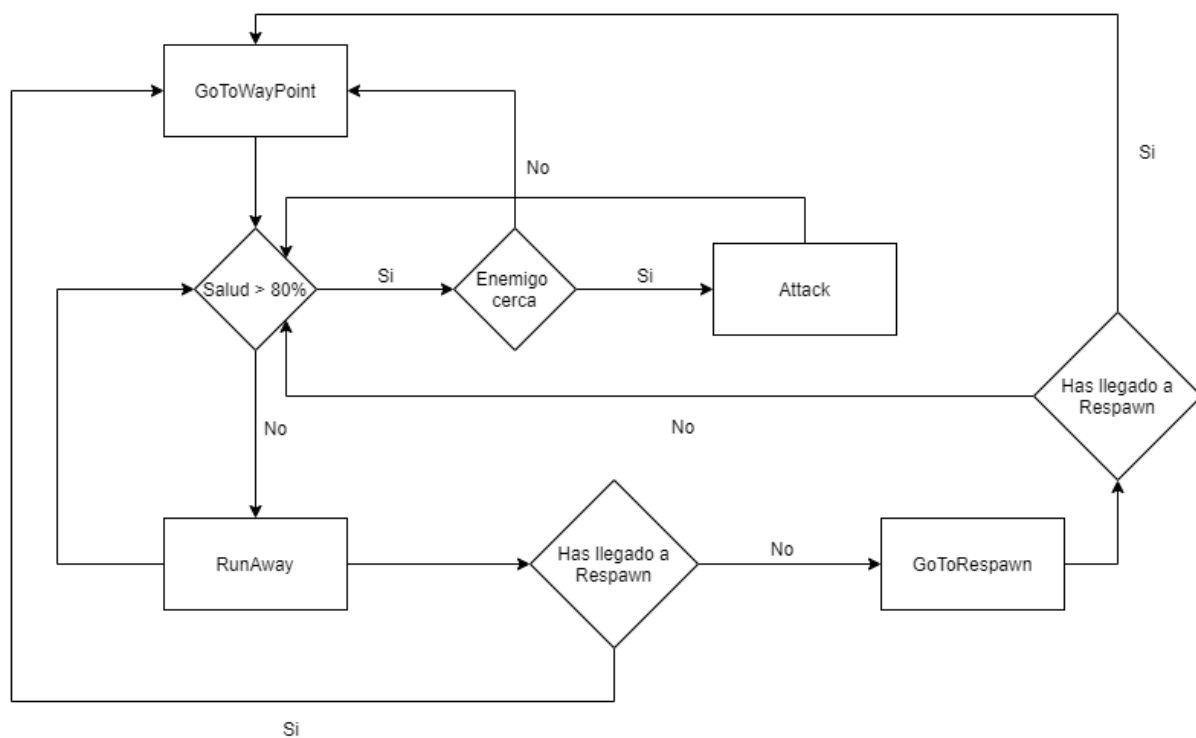 GoToWayPoint
Si
No
Salud > 80%
Si
Enemigo
cerca
Si
Attack
Has llegado a
Respawn
No
No
RunAway
Has llegado a
Respawn
No
GoToRespawn
Si